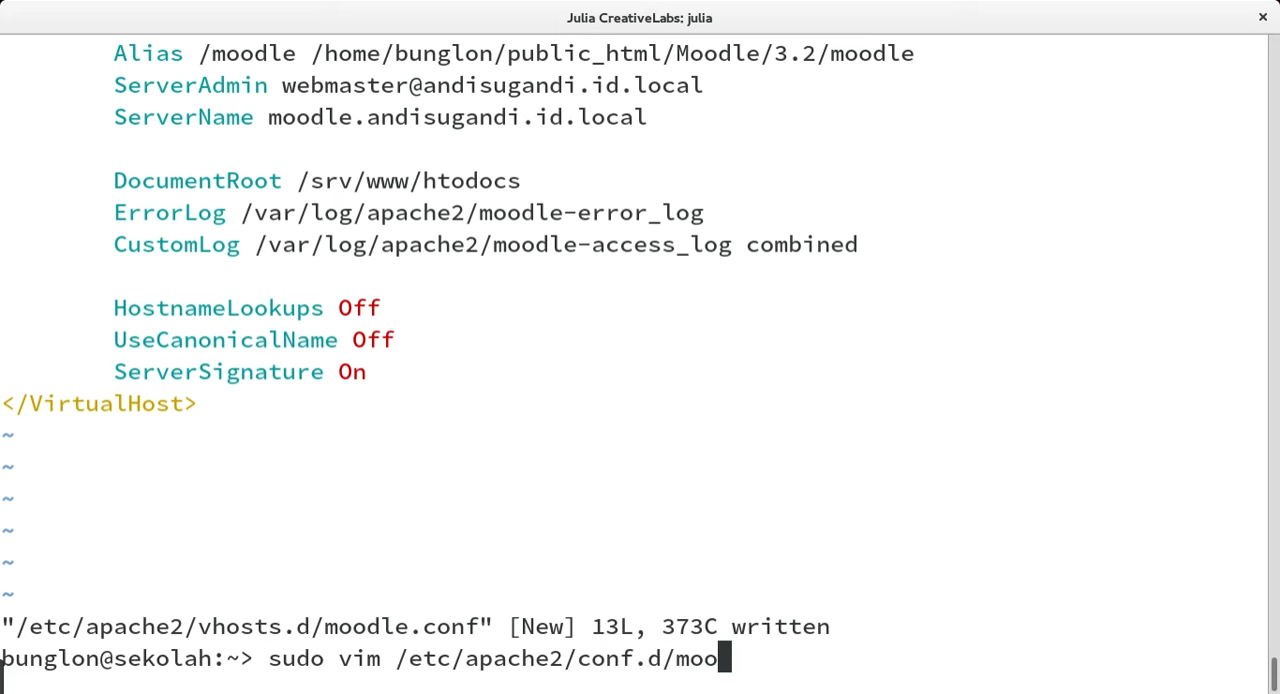 Julia CreativeLabs: julia
×
Alias /moodle /home/bunglon/public_html/Moodle/3.2/moodle
ServerAdmin webmaster@andisugandi.id.local
ServerName moodle.andisugandi.id.local
DocumentRoot /srv/www/htodocs
ErrorLog /var/log/apache2/moodle-error_log
CustomLog /var/log/apache2/moodle-access_log combined
HostnameLookups Off
UseCanonicalName Off
ServerSignature On
</VirtualHost>
~
~
~
~
~
~
"/etc/apache2/vhosts.d/moodle.conf" [New] 13L, 373C written
bunglon@sekolah:~> sudo vim /etc/apache2/conf.d/moo